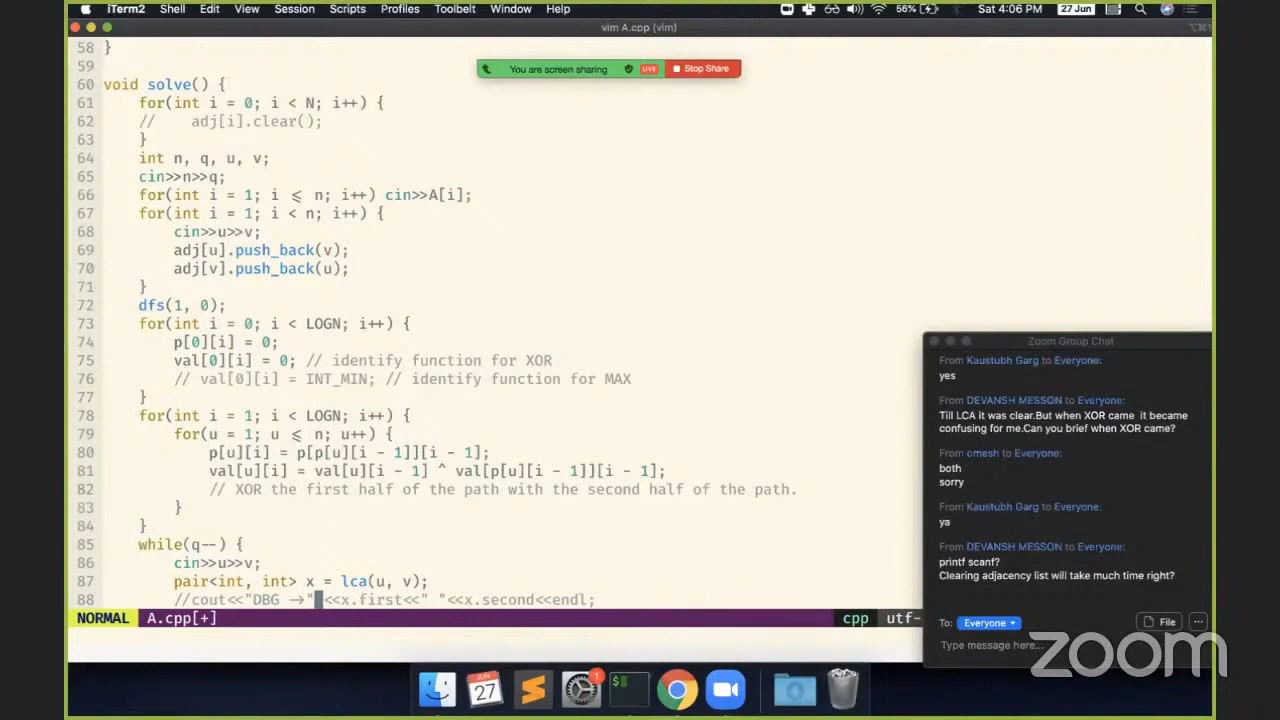 iTerm2 Shell Edit View Session Scripts Profiles Toolbelt Window Help 56% Sat 4:06 PM 27 Jun
vim A.cpp (vim)
You are screen sharing LIVE Stop Share
58 }
59
60 void solve() {
61 for(int i = 0; i < N; i++) {
62 // adj[i].clear();
63 }
64 int n, q, u, v;
65 cin>>n>>q;
66 for(int i = 1; i ≤ n; i++) cin>>A[i];
67 for(int i = 1; i < n; i++) {
68 cin>>u>>v;
69 adj[u].push_back(v);
70 adj[v].push_back(u);
71 }
72 dfs(1, 0);
73 for(int i = 0; i < LOGN; i++) {
74 p[0][i] = 0;
75 val[0][i] = 0; // identify function for XOR
76 // val[0][i] = INT_MIN; // identify function for MAX
77 }
78 for(int i = 1; i < LOGN; i++) {
79 for(u = 1; u ≤ n; u++) {
80 p[u][i] = p[p[u][i - 1]][i - 1];
81 val[u][i] = val[u][i - 1] ^ val[p[u][i - 1]][i - 1];
82 // XOR the first half of the path with the second half of the path.
83 }
84 }
85 while(q--) {
86 cin>>u>>v;
87 pair<int, int> x = lca(u, v);
88 //cout<<"DBG →"<<x.first<<" "<<x.second<<endl;
NORMAL A.cpp[+] cpp utf-
Zoom Group Chat
From Kaustubh Garg to Everyone:
yes
From DEVANSH MESSON to Everyone:
Till LCA it was clear.But when XOR came it became
confusing for me.Can you brief when XOR came?
From omesh to Everyone:
both
sorry
From Kaustubh Garg to Everyone:
ya
From DEVANSH MESSON to Everyone:
printf scanf?
Clearing adjacency list will take much time right?
To: Everyone File
Type message here...
zoom
JUN
27
1
$